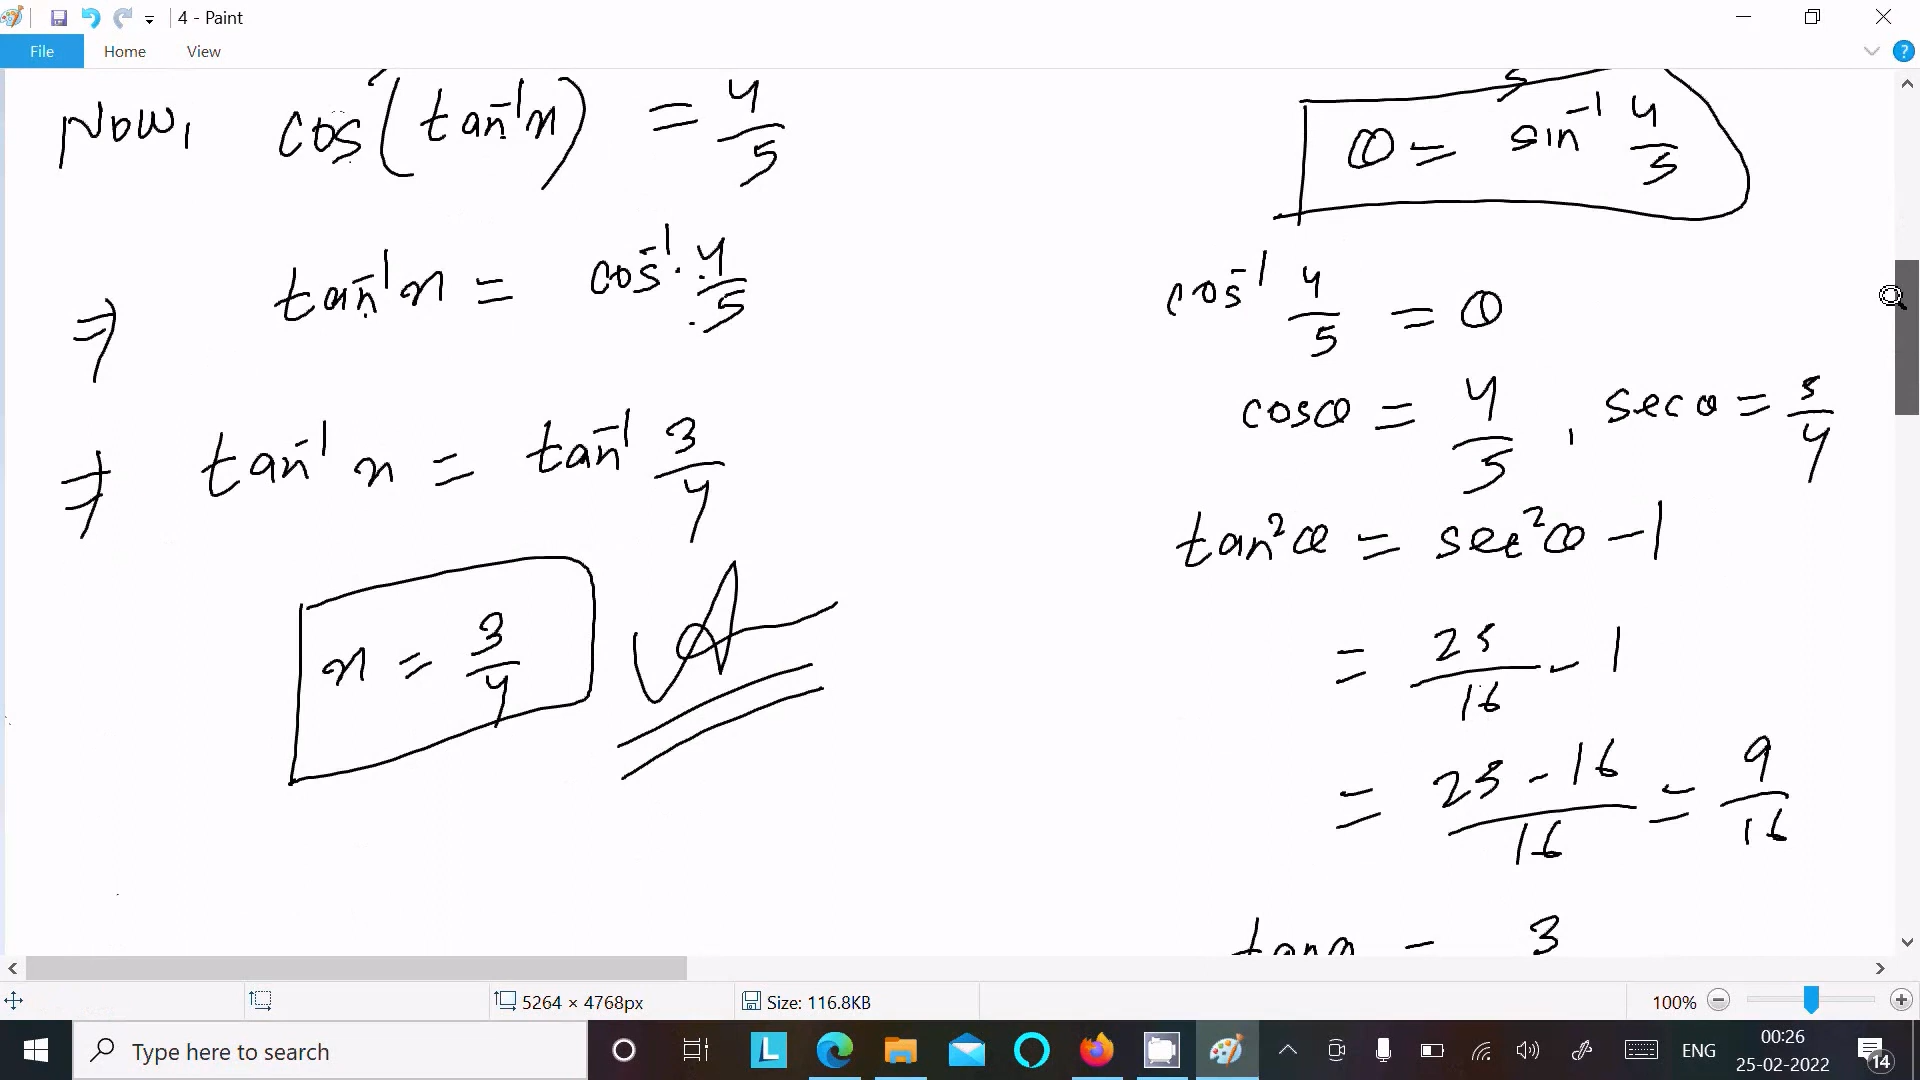 4 - Paint
File Home View
Now, cos(tan⁻¹x) = 4/5
⇒ tan⁻¹x = cos⁻¹ 4/5
⇒ tan⁻¹ x = tan⁻¹ 3/4
x = 3/4
θ = sin⁻¹ 4/5
cos⁻¹ 4/5 = θ
cosθ = 4/5, secθ = 5/4
tan²θ = sec²θ - 1
= 25/16 - 1
= 25-16/16 = 9/16
= 3
5264 × 4768px Size: 116.8KB 100%
Type here to search
L
ENG
00:26
25-02-2022
14